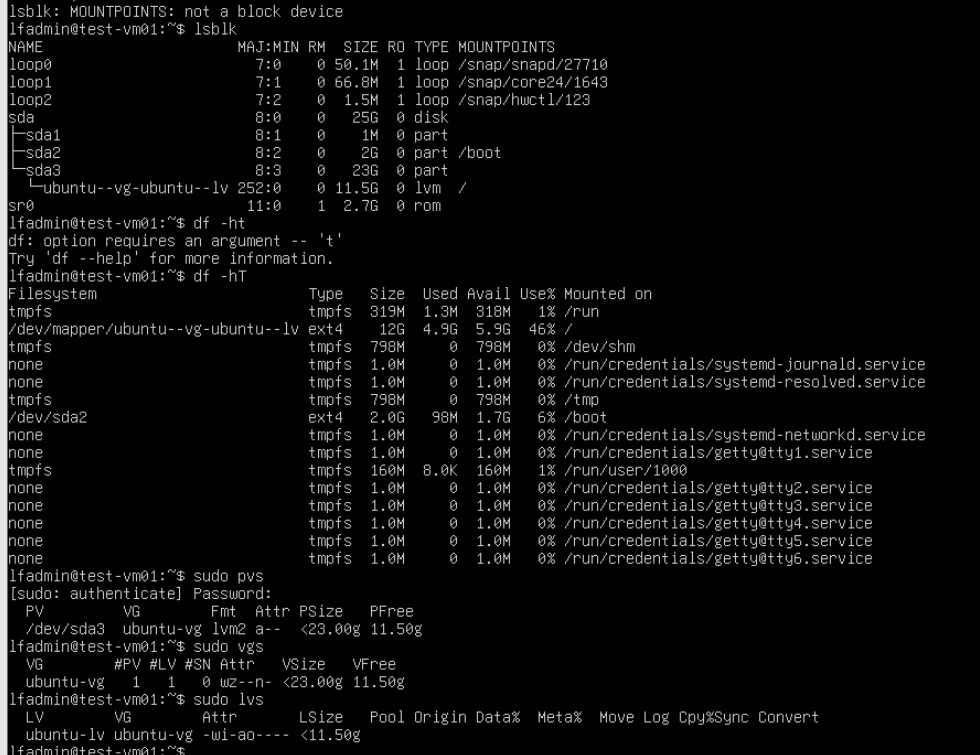 lsblk: MOUNTPOINTS: not a block device
lfadmin@test-vm01:~$ lsblk
NAME                      MAJ:MIN RM  SIZE RO TYPE MOUNTPOINTS
loop0                       7:0    0 50.1M  1 loop /snap/snapd/27710
loop1                       7:1    0 66.8M  1 loop /snap/core24/1643
loop2                       7:2    0  1.5M  1 loop /snap/hwctl/123
sda                         8:0    0   25G  0 disk
├─sda1                      8:1    0    1M  0 part
├─sda2                      8:2    0    2G  0 part /boot
└─sda3                      8:3    0   23G  0 part
  └─ubuntu--vg-ubuntu--lv 252:0    0 11.5G  0 lvm  /
sr0                        11:0    1  2.7G  0 rom
lfadmin@test-vm01:~$ df -ht
df: option requires an argument -- 't'
Try 'df --help' for more information.
lfadmin@test-vm01:~$ df -hT
Filesystem                        Type   Size  Used Avail Use% Mounted on
tmpfs                             tmpfs  319M  1.3M  318M   1% /run
/dev/mapper/ubuntu--vg-ubuntu--lv ext4    12G  4.9G  5.9G  46% /
tmpfs                             tmpfs  798M     0  798M   0% /dev/shm
none                              tmpfs  1.0M     0  1.0M   0% /run/credentials/systemd-journald.service
none                              tmpfs  1.0M     0  1.0M   0% /run/credentials/systemd-resolved.service
tmpfs                             tmpfs  798M     0  798M   0% /tmp
/dev/sda2                         ext4   2.0G   98M  1.7G   6% /boot
none                              tmpfs  1.0M     0  1.0M   0% /run/credentials/systemd-networkd.service
none                              tmpfs  1.0M     0  1.0M   0% /run/credentials/getty@tty1.service
tmpfs                             tmpfs  160M  8.0K  160M   1% /run/user/1000
none                              tmpfs  1.0M     0  1.0M   0% /run/credentials/getty@tty2.service
none                              tmpfs  1.0M     0  1.0M   0% /run/credentials/getty@tty3.service
none                              tmpfs  1.0M     0  1.0M   0% /run/credentials/getty@tty4.service
none                              tmpfs  1.0M     0  1.0M   0% /run/credentials/getty@tty5.service
none                              tmpfs  1.0M     0  1.0M   0% /run/credentials/getty@tty6.service
lfadmin@test-vm01:~$ sudo pvs
[sudo: authenticate] Password:
  PV         VG        Fmt  Attr PSize   PFree
  /dev/sda3  ubuntu-vg lvm2 a--  <23.00g 11.50g
lfadmin@test-vm01:~$ sudo vgs
  VG        #PV #LV #SN Attr   VSize   VFree
  ubuntu-vg   1   1   0 wz--n- <23.00g 11.50g
lfadmin@test-vm01:~$ sudo lvs
  LV        VG        Attr       LSize   Pool Origin Data%  Meta%  Move Log Cpy%Sync Convert
  ubuntu-lv ubuntu-vg -wi-ao---- <11.50g
lfadmin@test-vm01:~$